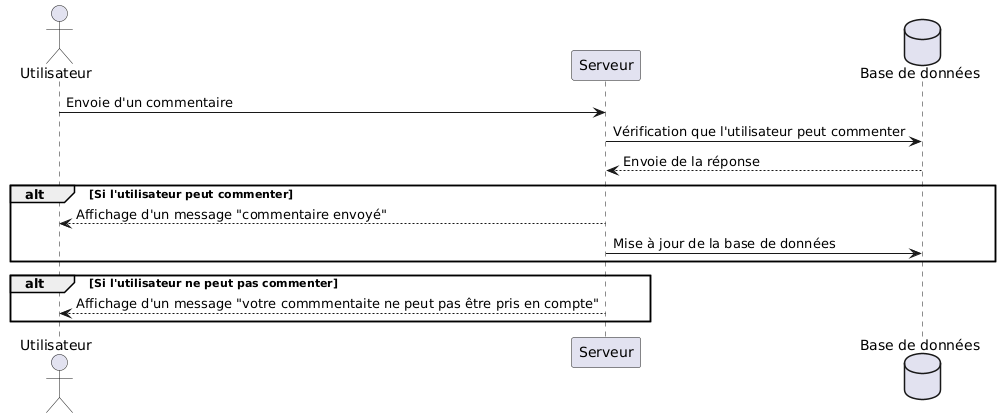 Utilisateur
Serveur
Base de données
Envoie d'un commentaire
Vérification que l'utilisateur peut commenter
Envoie de la réponse
alt [Si l'utilisateur peut commenter]
Affichage d'un message "commentaire envoyé"
Mise à jour de la base de données
alt [Si l'utilisateur ne peut pas commenter]
Affichage d'un message "votre commmentaite ne peut pas être pris en compte"
Utilisateur
Serveur
Base de données